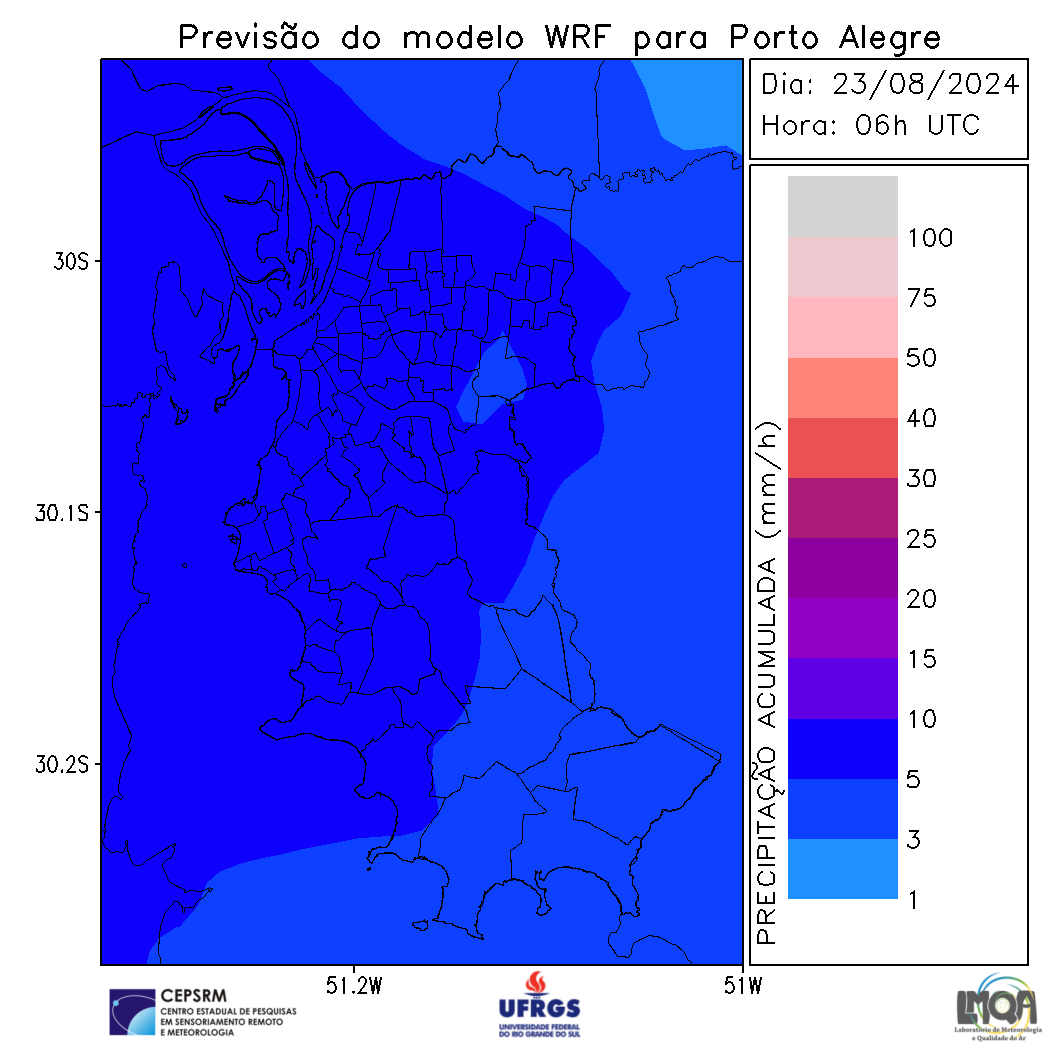 Previsão do modelo WRF para Porto Alegre
Dia: 23/08/2024
Hora: 06h UTC
30S
30.1S
30.2S
51.2W
51W
PRECIPITAÇÃO ACUMULADA (mm/h)
100
75
50
40
30
25
20
15
10
5
3
1
CEPSRM
CENTRO ESTADUAL DE PESQUISAS
EM SENSORIAMENTO REMOTO
E METEOROLOGIA
UFRGS
UNIVERSIDADE FEDERAL
DO RIO GRANDE DO SUL
LMQA
Laboratório de Meteorologia
e Qualidade do Ar